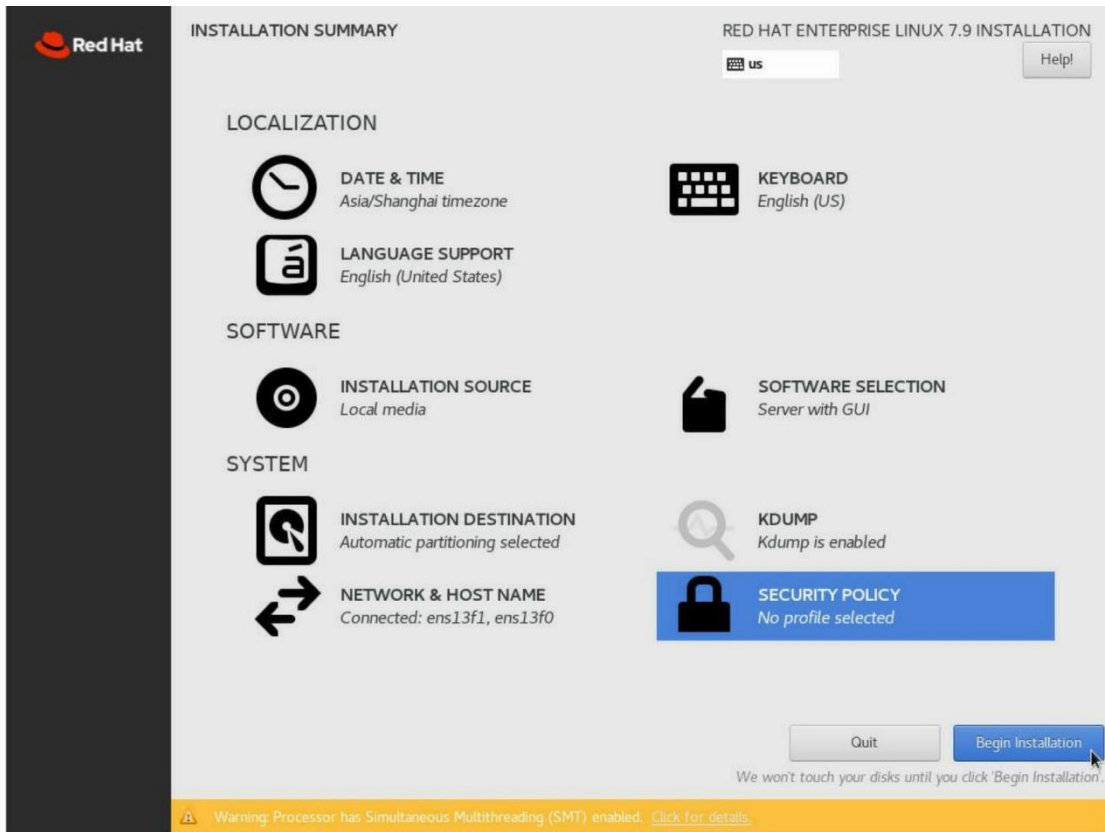 Red Hat
INSTALLATION SUMMARY
RED HAT ENTERPRISE LINUX 7.9 INSTALLATION
us
Help!
LOCALIZATION
DATE & TIME
Asia/Shanghai timezone
KEYBOARD
English (US)
á
LANGUAGE SUPPORT
English (United States)
SOFTWARE
INSTALLATION SOURCE
Local media
SOFTWARE SELECTION
Server with GUI
SYSTEM
INSTALLATION DESTINATION
Automatic partitioning selected
KDUMP
Kdump is enabled
NETWORK & HOST NAME
Connected: ens13f1, ens13f0
SECURITY POLICY
No profile selected
Quit
Begin Installation
We won't touch your disks until you click 'Begin Installation'.
Warning: Processor has Simultaneous Multithreading (SMT) enabled. Click for details.